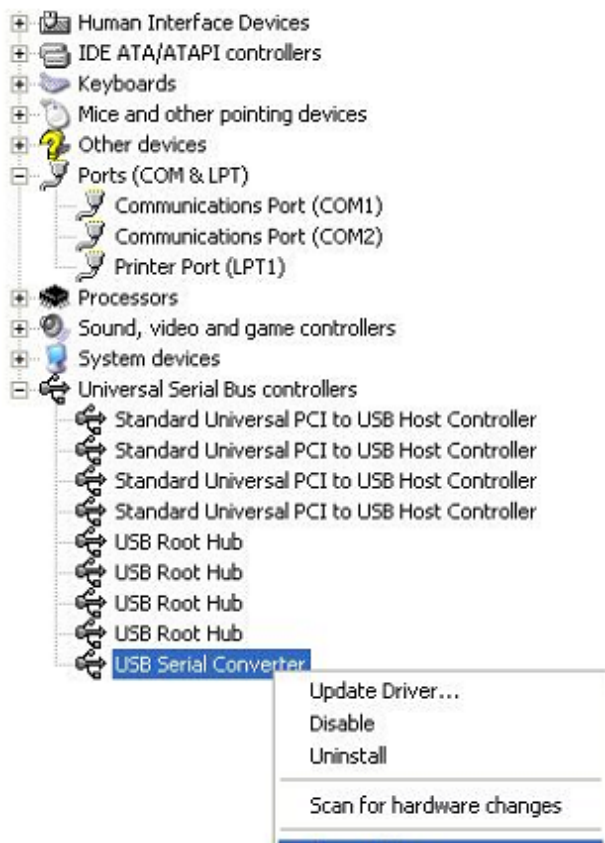 Human Interface Devices
IDE ATA/ATAPI controllers
Keyboards
Mice and other pointing devices
Other devices
Ports (COM & LPT)
Communications Port (COM1)
Communications Port (COM2)
Printer Port (LPT1)
Processors
Sound, video and game controllers
System devices
Universal Serial Bus controllers
Standard Universal PCI to USB Host Controller
Standard Universal PCI to USB Host Controller
Standard Universal PCI to USB Host Controller
Standard Universal PCI to USB Host Controller
USB Root Hub
USB Root Hub
USB Root Hub
USB Root Hub
USB Serial Converter
Update Driver...
Disable
Uninstall
Scan for hardware changes